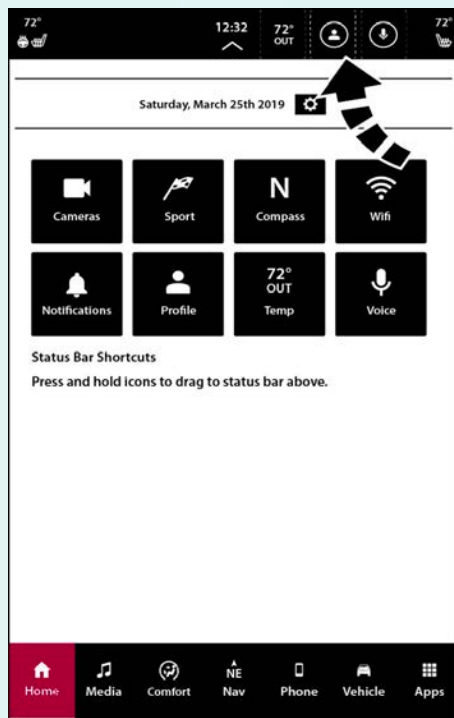 72° 12:32 72° 72°
OUT
Saturday, March 25th 2019
Cameras Sport N Compass Wifi
Notifications Profile 72° OUT Temp Voice
Status Bar Shortcuts
Press and hold icons to drag to status bar above.
NE
Home Media Comfort Nav Phone Vehicle Apps